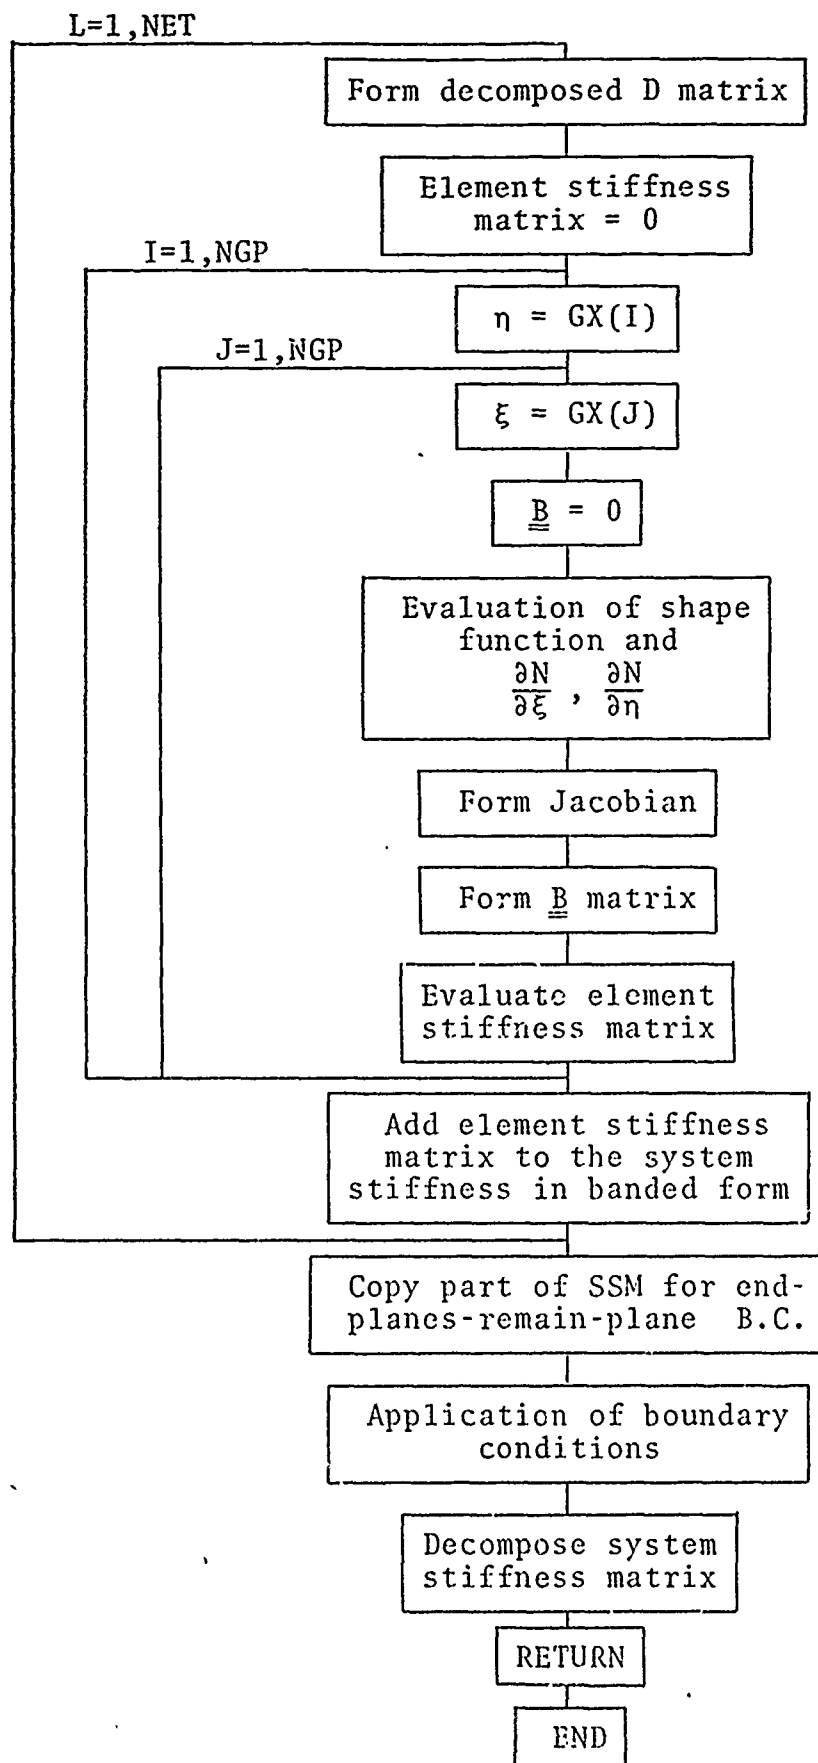 L=1,NET
Form decomposed D matrix
Element stiffness
matrix = 0
I=1,NGP
η = GX(I)
J=1,NGP
ξ = GX(J)
B = 0
Evaluation of shape
function and
∂N/∂ξ , ∂N/∂η
Form Jacobian
Form B matrix
Evaluate element
stiffness matrix
Add element stiffness
matrix to the system
stiffness in banded form
Copy part of SSM for end-
planes-remain-plane B.C.
Application of boundary
conditions
Decompose system
stiffness matrix
RETURN
END